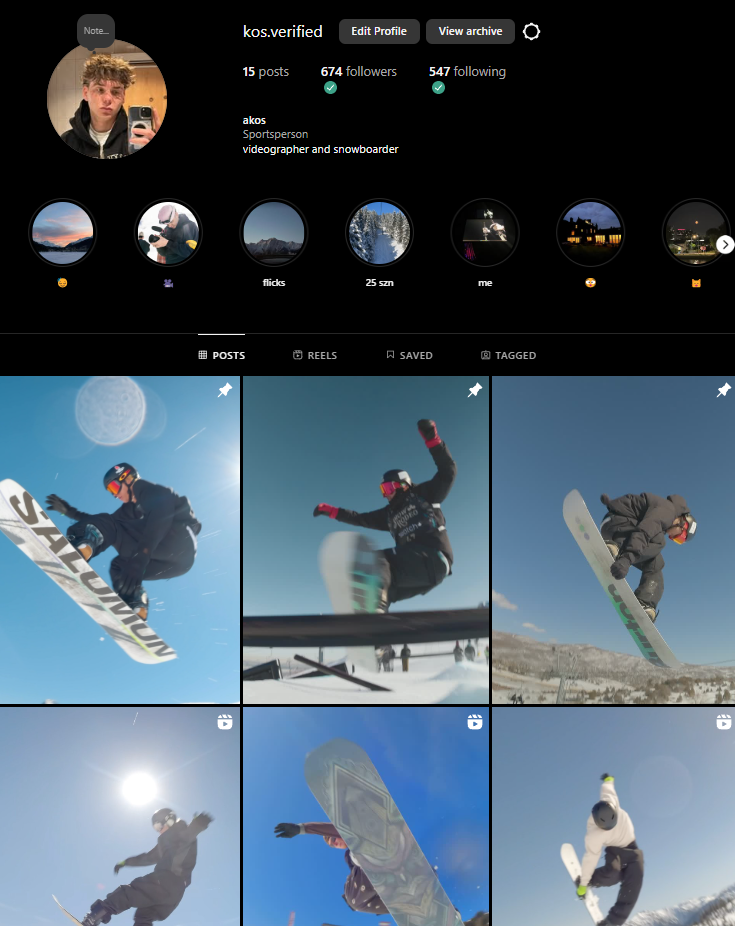 Note...
kos.verified
Edit Profile
View archive
15 posts
674 followers
547 following
akos
Sportsperson
videographer and snowboarder
flicks
25 szn
me
POSTS
REELS
SAVED
TAGGED
SALOMON